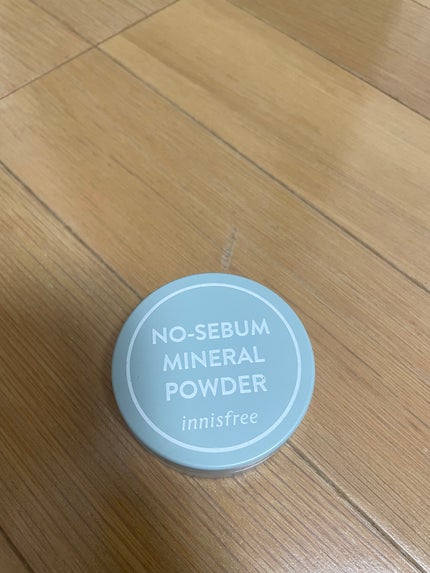 NO-SEBUM
MINERAL
POWDER
innisfree